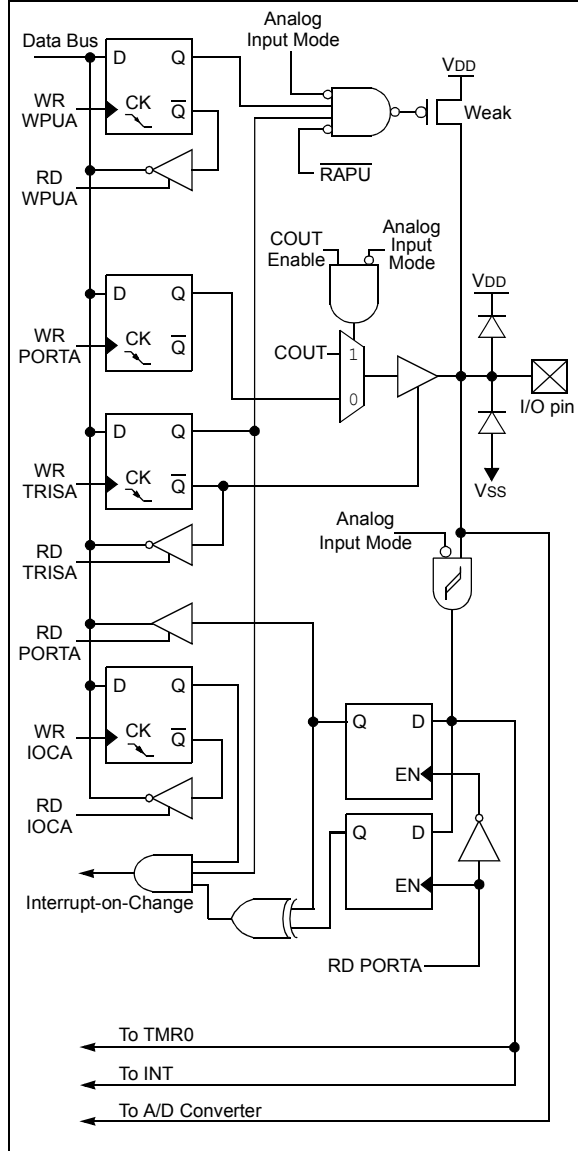 Analog
Input Mode
Data Bus
D Q
VDD
WR
WPUA
CK
Q
Weak
RD
WPUA
RAPU
COUT
Enable
Analog
Input
Mode
D Q
VDD
WR
PORTA
CK
Q
COUT
1
0
I/O pin
D Q
WR
TRISA
CK
Q
VSS
Analog
Input Mode
RD
TRISA
RD
PORTA
D Q
Q D
WR
IOCA
CK
Q
EN
RD
IOCA
Q D
EN
Interrupt-on-Change
RD PORTA
To TMR0
To INT
To A/D Converter